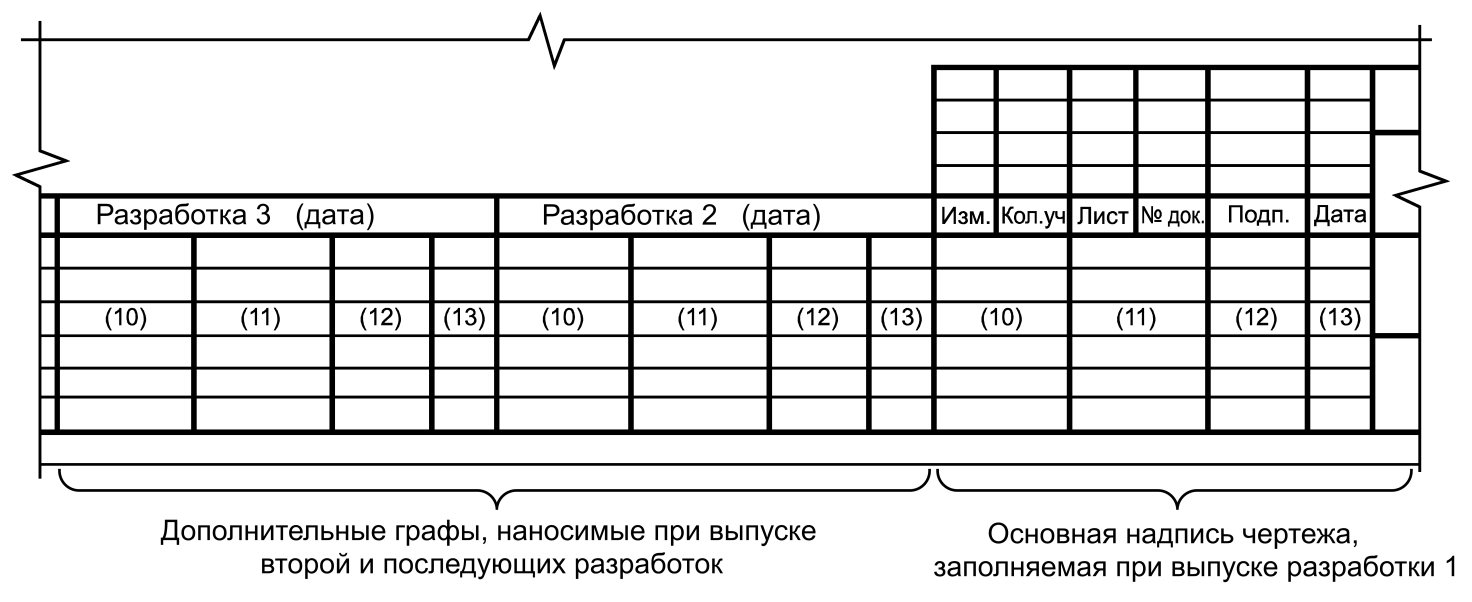 Разработка 3 (дата) Разработка 2 (дата) Изм. Кол.уч Лист № док. Подп. Дата
(10) (11) (12) (13) (10) (11) (12) (13) (10) (11) (12) (13)
Дополнительные графы, наносимые при выпуске
второй и последующих разработок
Основная надпись чертежа,
заполняемая при выпуске разработки 1